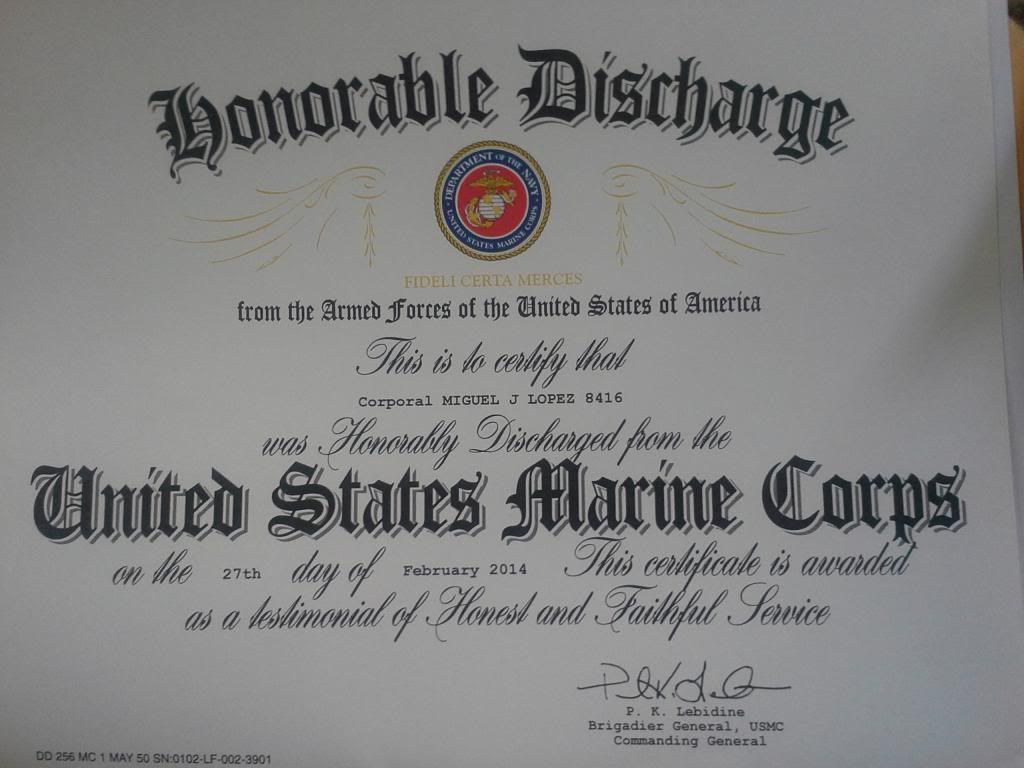 Honorable Discharge
DEPARTMENT OF THE NAVY
UNITED STATES MARINE CORPS
FIDELI CERTA MERCES
from the Armed Forces of the United States of America
This is to certify that
Corporal MIGUEL J LOPEZ 8416
was Honorably Discharged from the
United States Marine Corps
on the 27th day of February 2014 This certificate is awarded
as a testimonial of Honest and Faithful Service
P. K. Lebidine
Brigadier General, USMC
Commanding General
DD 256 MC 1 MAY 50 SN:0102-LF-002-3901